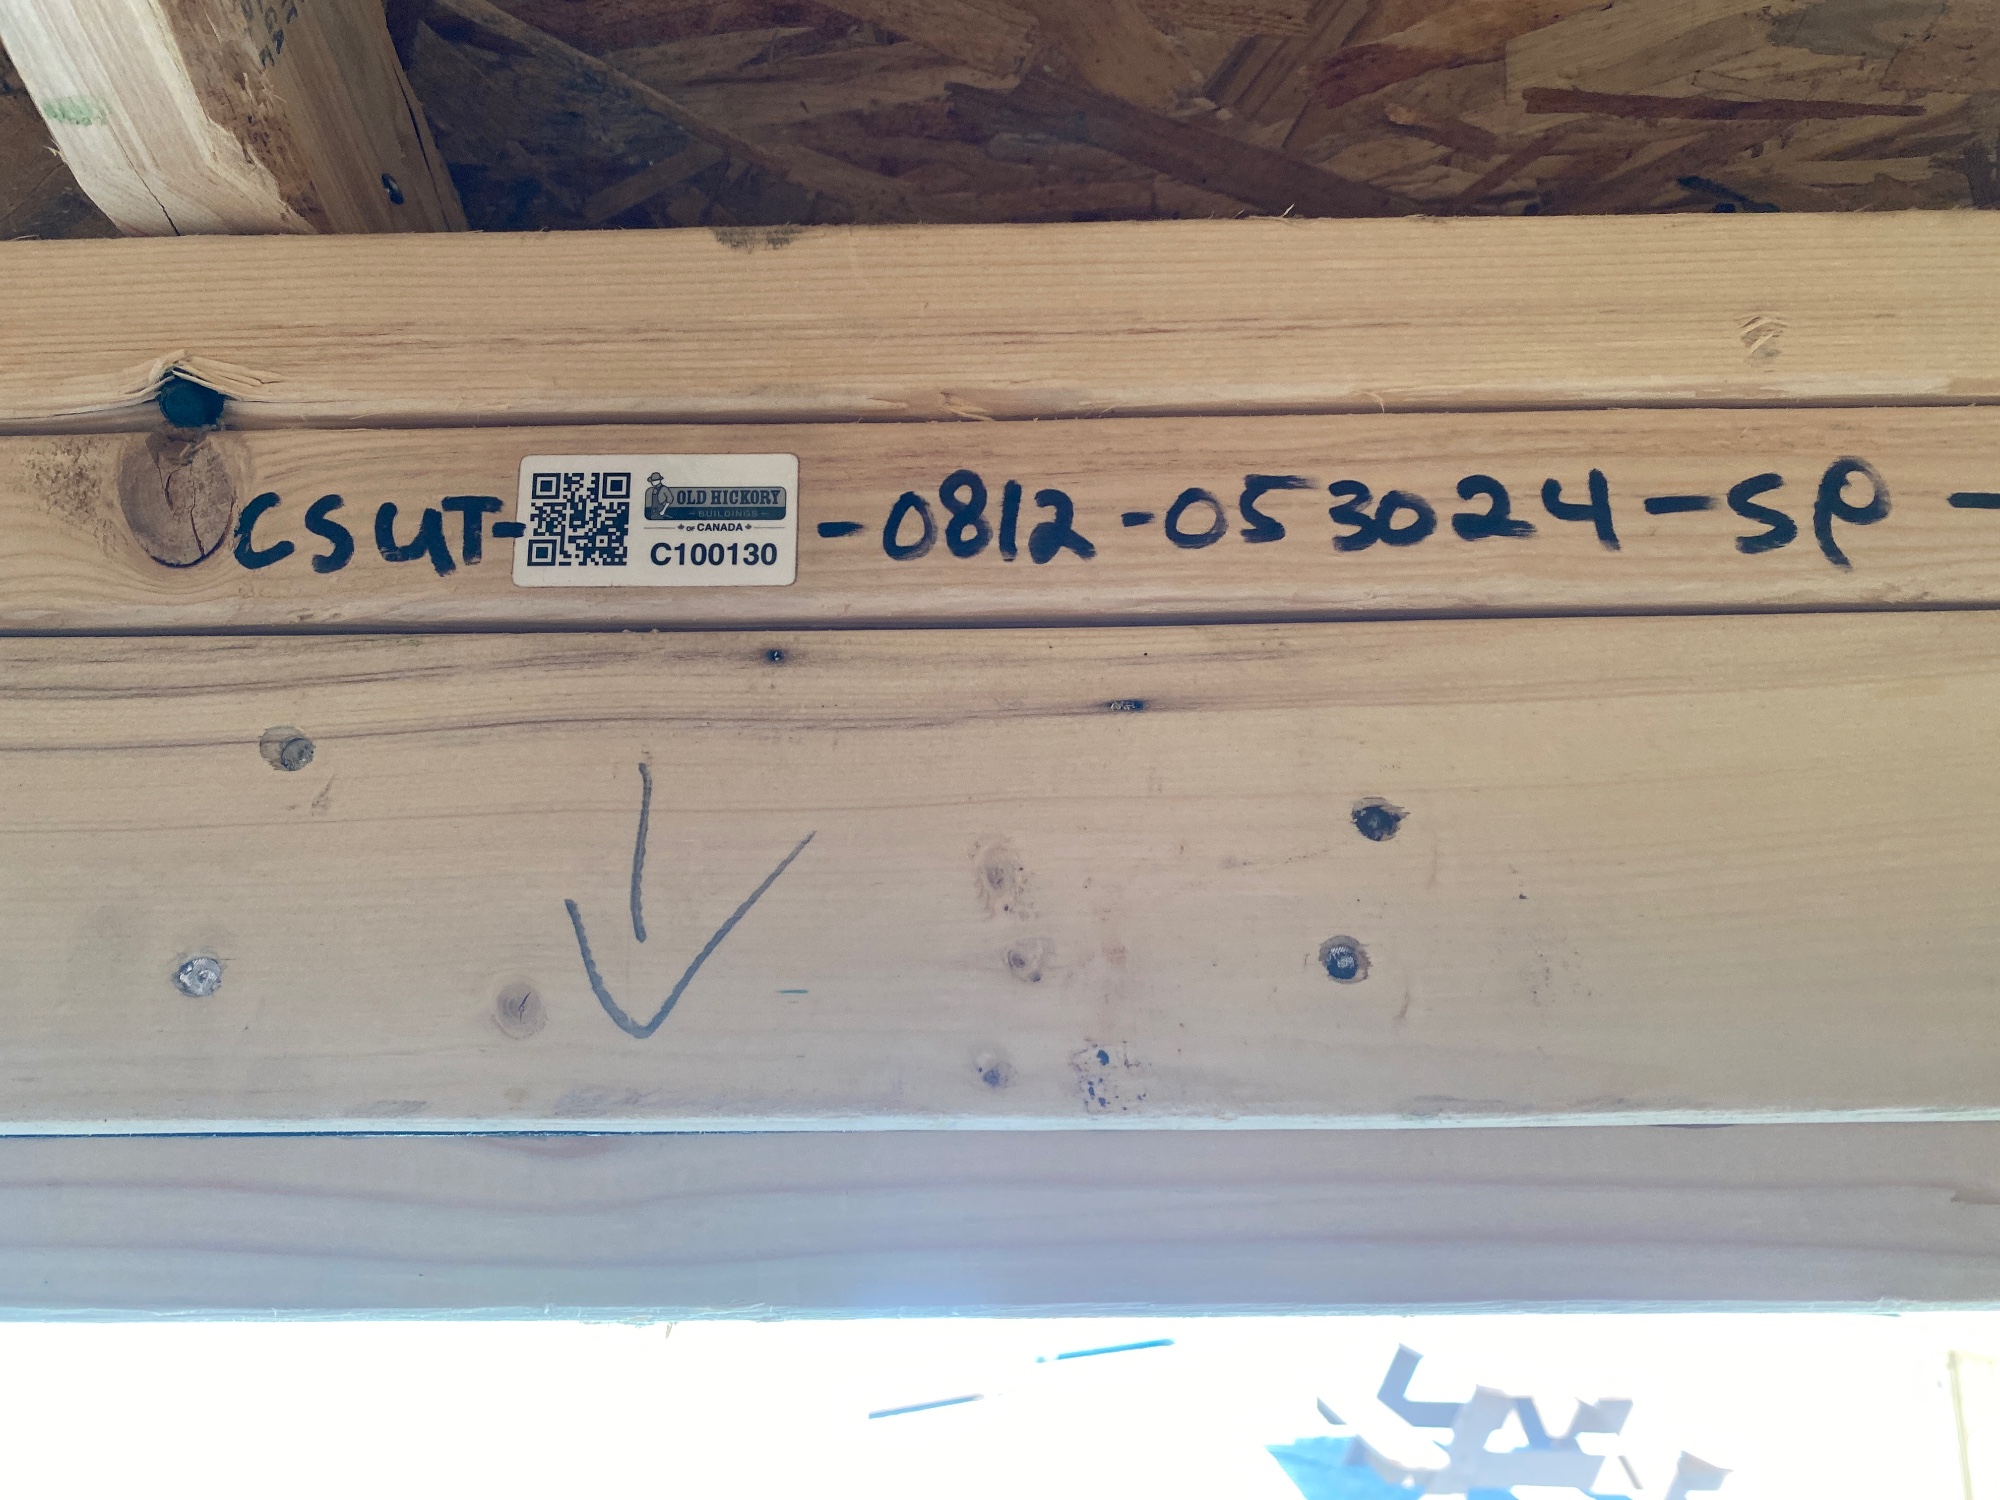 CSUT- - 0812 - 053024 - SP -
OLD HICKORY
BUILDINGS
OF CANADA
C100130